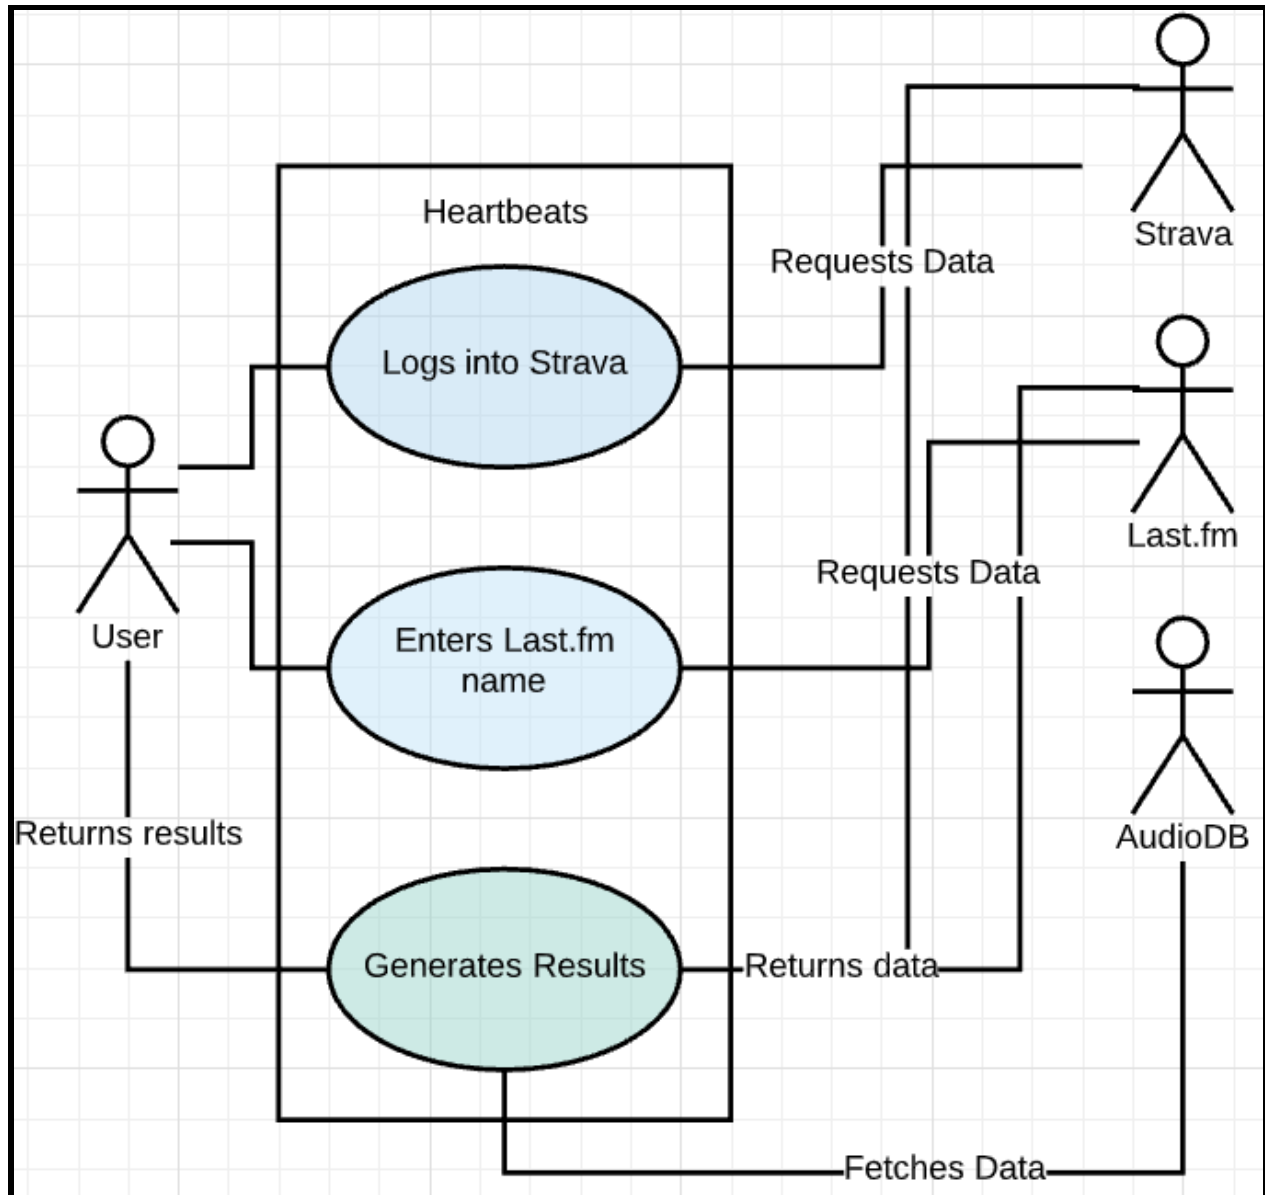 Heartbeats
Strava
Requests Data
Logs into Strava
Last.fm
Requests Data
User
Enters Last.fm
name
Returns results
AudioDB
Generates Results
Returns data
Fetches Data